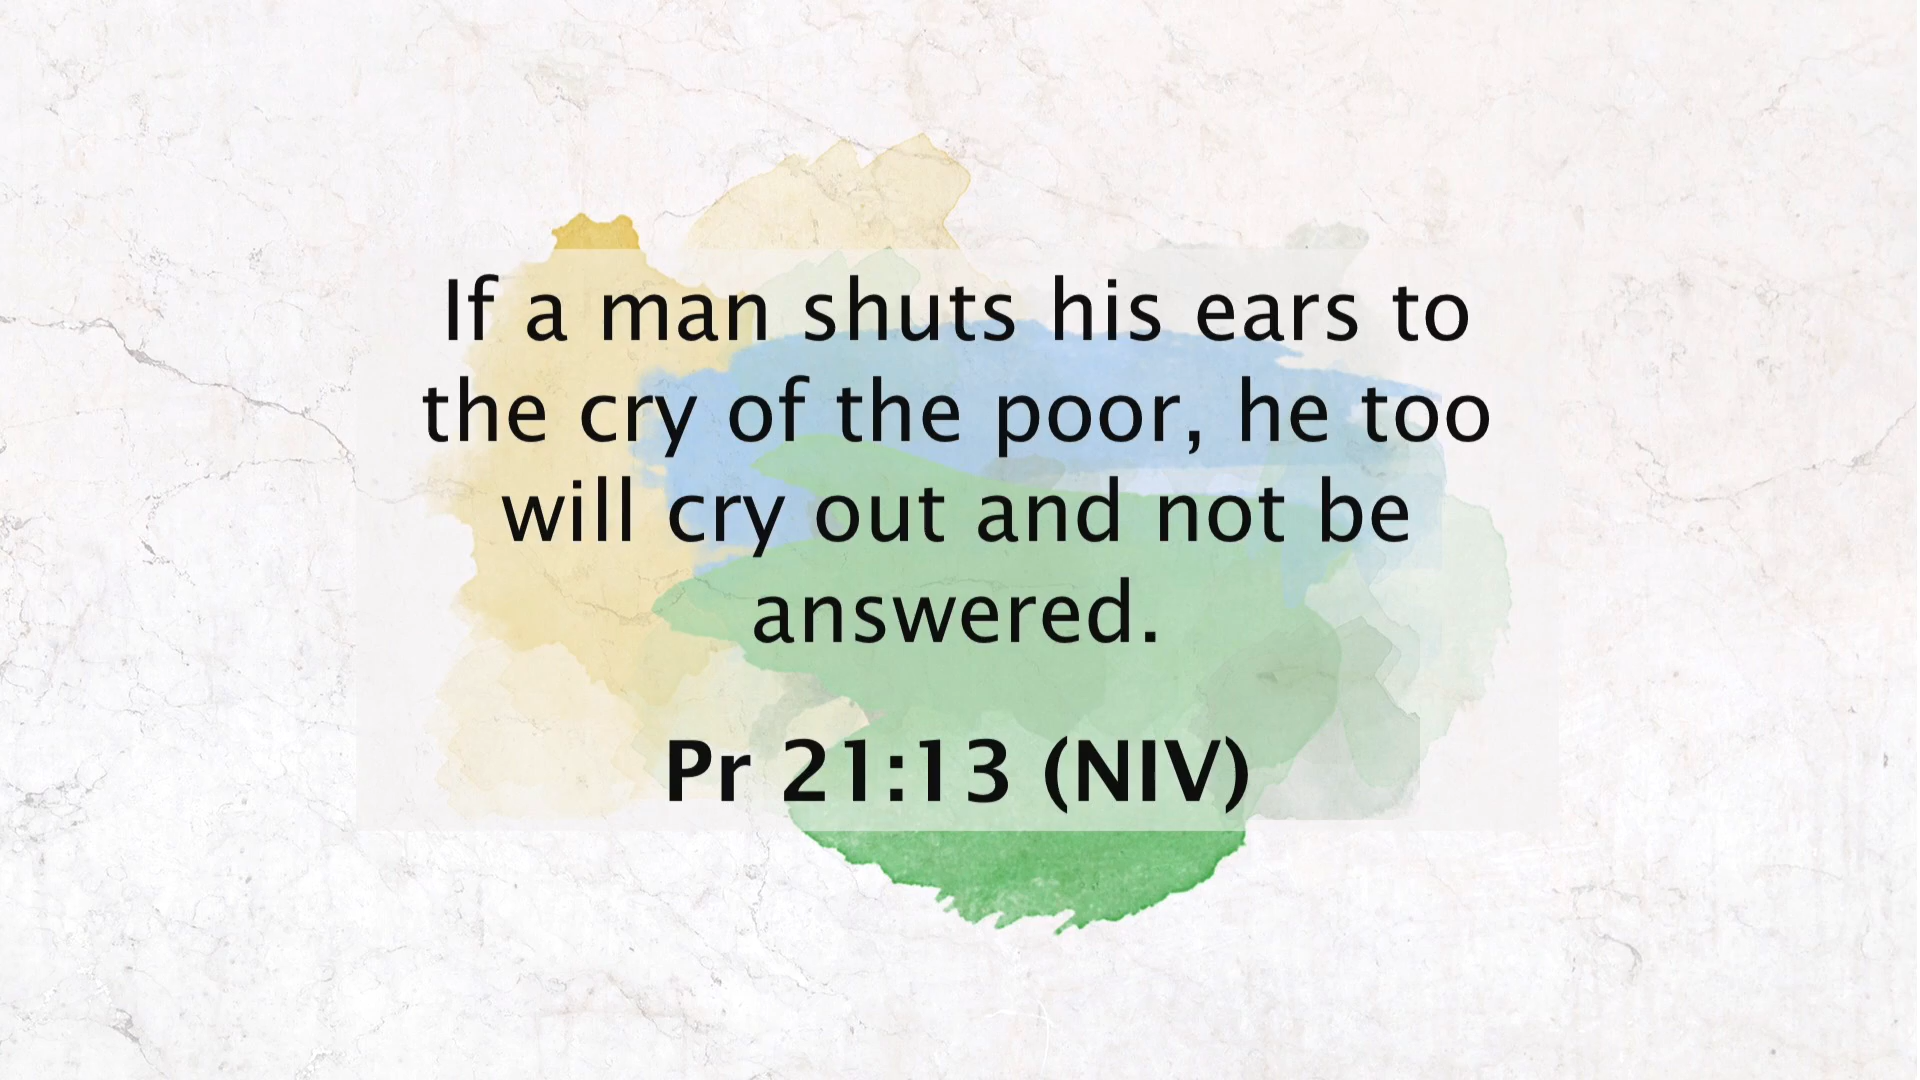 If a man shuts his ears to
the cry of the poor, he too
will cry out and not be
answered.
Pr 21:13 (NIV)